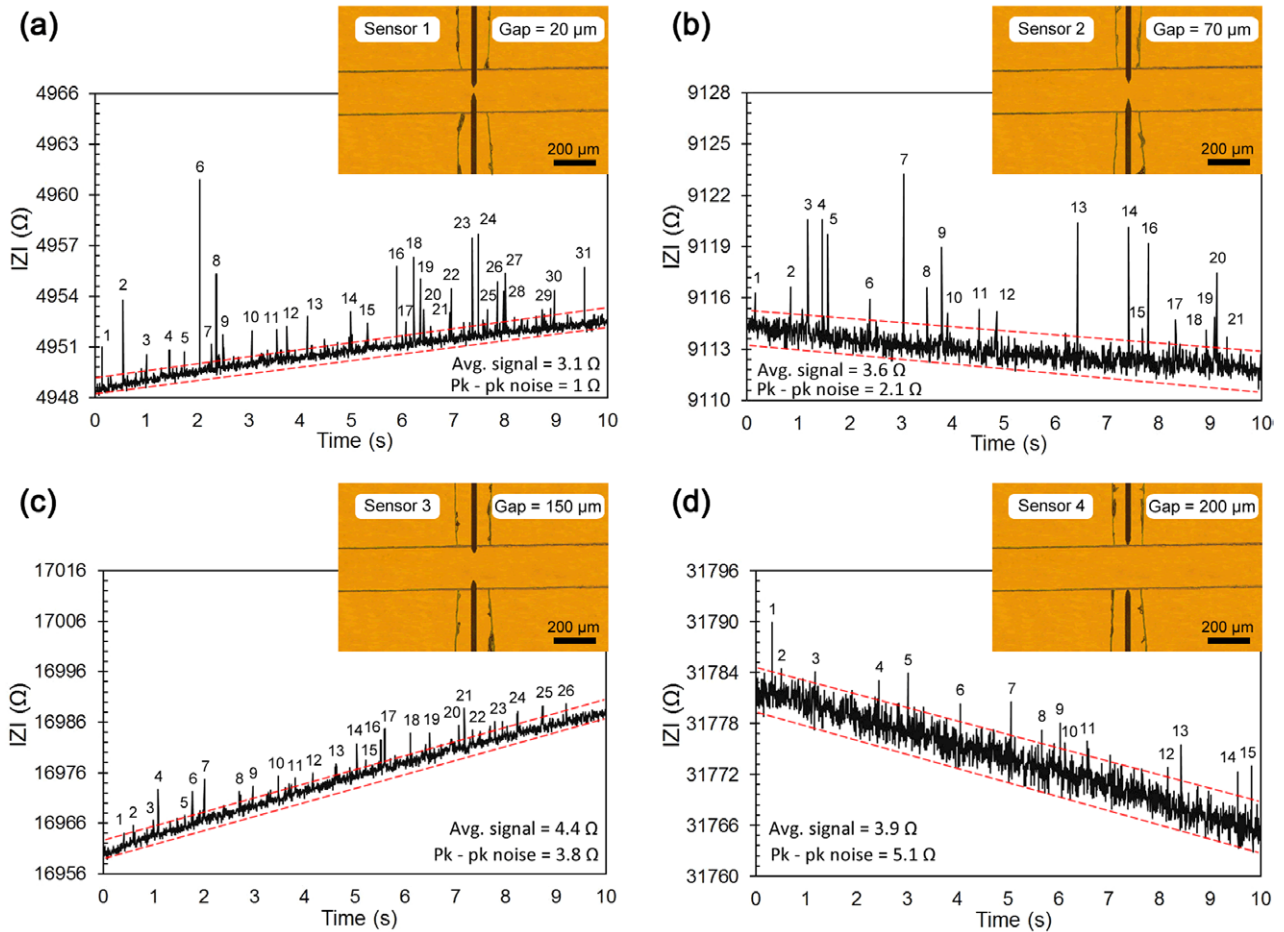 (a)
Sensor 1
Gap = 20 µm
200 µm
4966
4963
4960
4957
4954
4951
4948
IZI (Ω)
1 2 3 4 5 6 7 8 9 10 11 12 13 14 15 16 17 18 19 20 21 22 23 24 25 26 27 28 29 30 31
Avg. signal = 3.1 Ω
Pk - pk noise = 1 Ω
0 1 2 3 4 5 6 7 8 9 10
Time (s)
(b)
Sensor 2
Gap = 70 µm
200 µm
9128
9122
9119
9116
9113
9110
IZI (Ω)
1 2 3 4 5 6 7 8 9 10 11 12 13 14 15 16 17 18 19 20 21
Avg. signal = 3.6 Ω
Pk - pk noise = 2.1 Ω
0 1 2 3 4 5 6 7 8 9 10
Time (s)
(c)
Sensor 3
Gap = 150 µm
200 µm
17016
17006
16996
16986
16976
16966
16956
IZI (Ω)
1 2 3 4 5 6 7 8 9 10 11 12 13 14 15 16 17 18 19 20 21 22 23 24 25 26
Avg. signal = 4.4 Ω
Pk - pk noise = 3.8 Ω
0 1 2 3 4 5 6 7 8 9 10
Time (s)
(d)
Sensor 4
Gap = 200 µm
200 µm
31796
31790
31784
31778
31772
31766
31760
IZI (Ω)
1 2 3 4 5 6 7 8 9 10 11 12 13 14 15
Avg. signal = 3.9 Ω
Pk - pk noise = 5.1 Ω
0 1 2 3 4 5 6 7 8 9 10
Time (s)